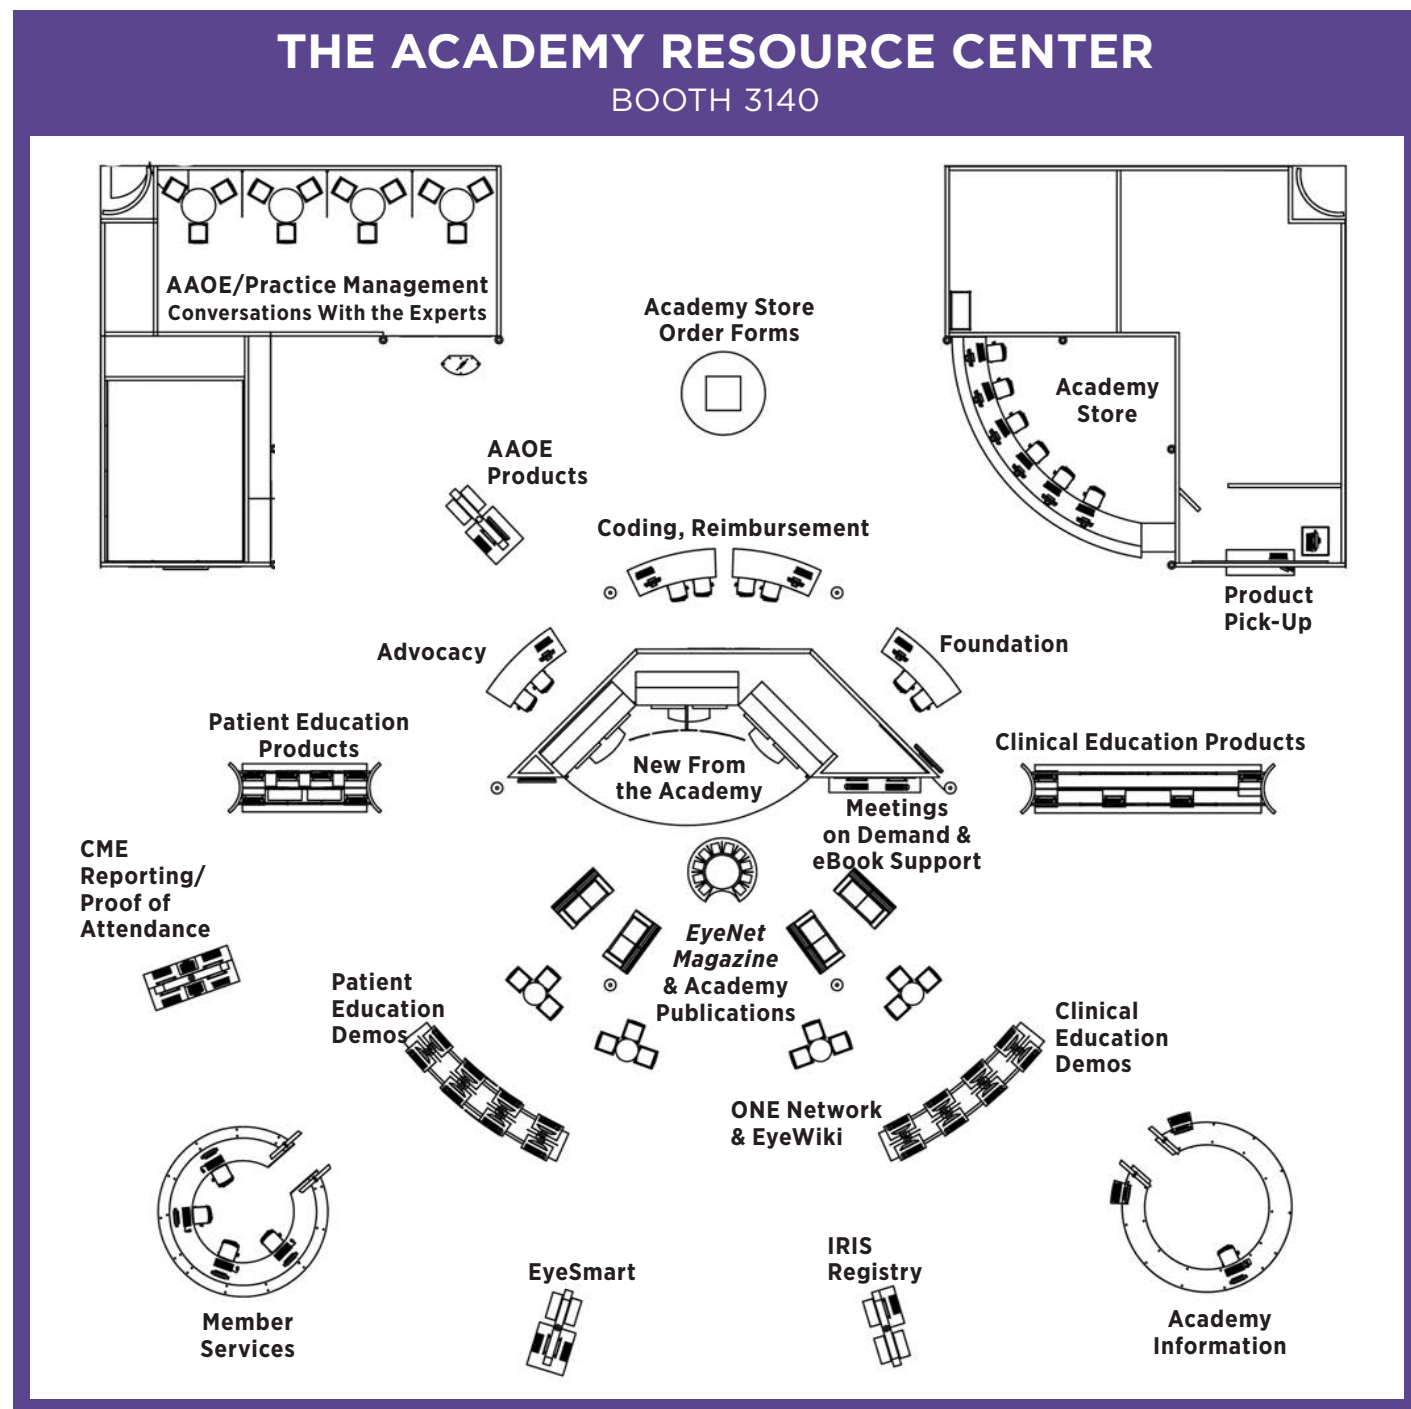 THE ACADEMY RESOURCE CENTER
BOOTH 3140
AAOE/Practice Management
Conversations With the Experts
Academy Store
Order Forms
Academy
Store
AAOE
Products
Coding, Reimbursement
Product
Pick-Up
Advocacy
Foundation
Patient Education
Products
New From
the Academy
Clinical Education Products
Meetings
on Demand &
eBook Support
CME
Reporting/
Proof of
Attendance
EyeNet
Magazine
& Academy
Publications
Patient
Education
Demos
Clinical
Education
Demos
ONE Network
& EyeWiki
Member
Services
EyeSmart
IRIS
Registry
Academy
Information